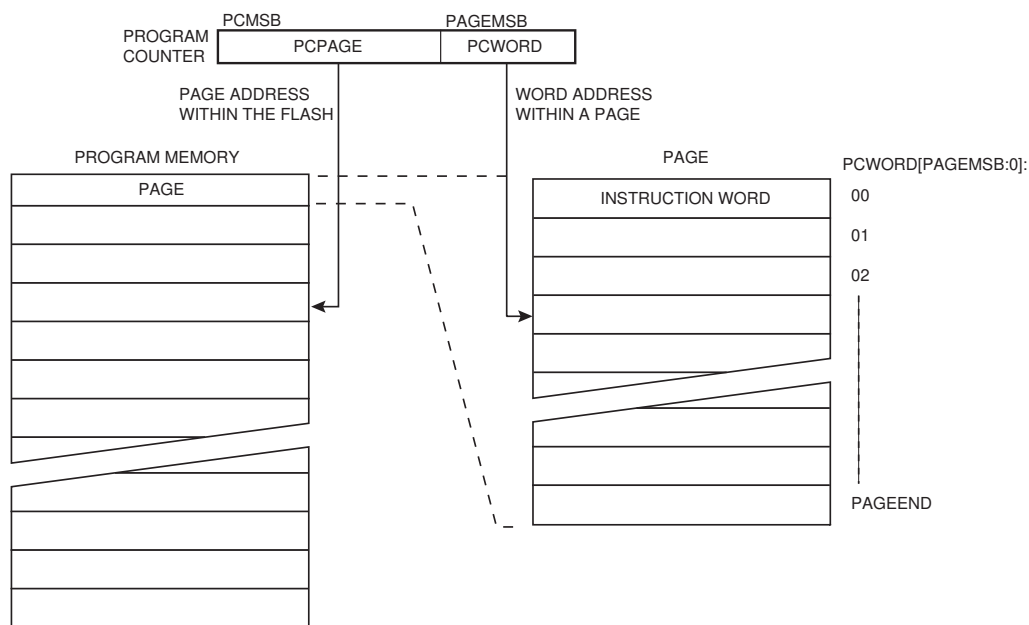 PCMSB
PAGEMSB
PROGRAM
COUNTER
PCPAGE
PCWORD
PAGE ADDRESS
WITHIN THE FLASH
WORD ADDRESS
WITHIN A PAGE
PROGRAM MEMORY
PAGE
PAGE
PCWORD[PAGEMSB:0]:
INSTRUCTION WORD
00
01
02
PAGEEND